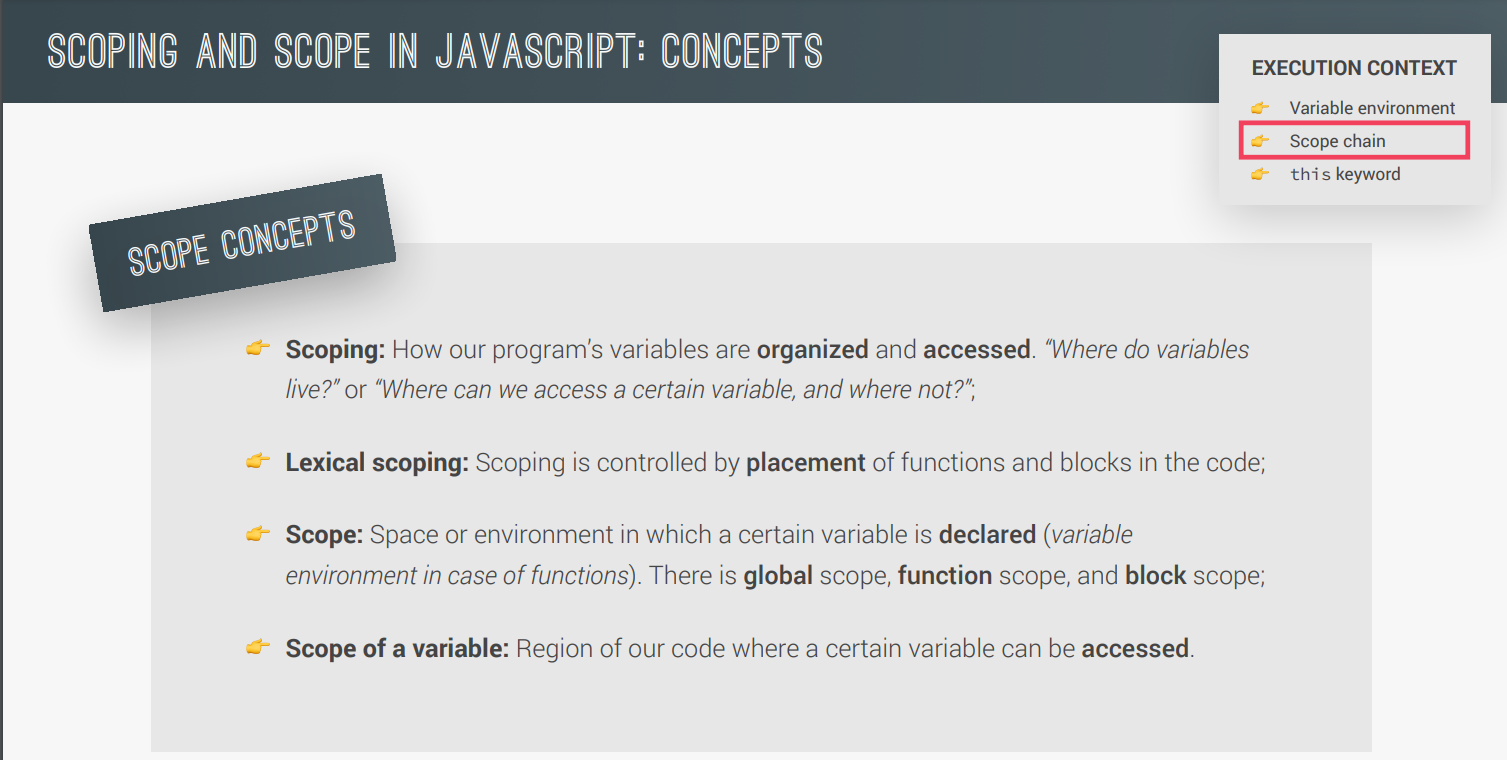 SCOPING AND SCOPE IN JAVASCRIPT: CONCEPTS
EXECUTION CONTEXT
👉 Variable environment
👉 Scope chain
👉 this keyword
SCOPE CONCEPTS
👉 Scoping: How our program’s variables are organized and accessed. “Where do variables
live?” or “Where can we access a certain variable, and where not?”;
👉 Lexical scoping: Scoping is controlled by placement of functions and blocks in the code;
👉 Scope: Space or environment in which a certain variable is declared (variable
environment in case of functions). There is global scope, function scope, and block scope;
👉 Scope of a variable: Region of our code where a certain variable can be accessed.